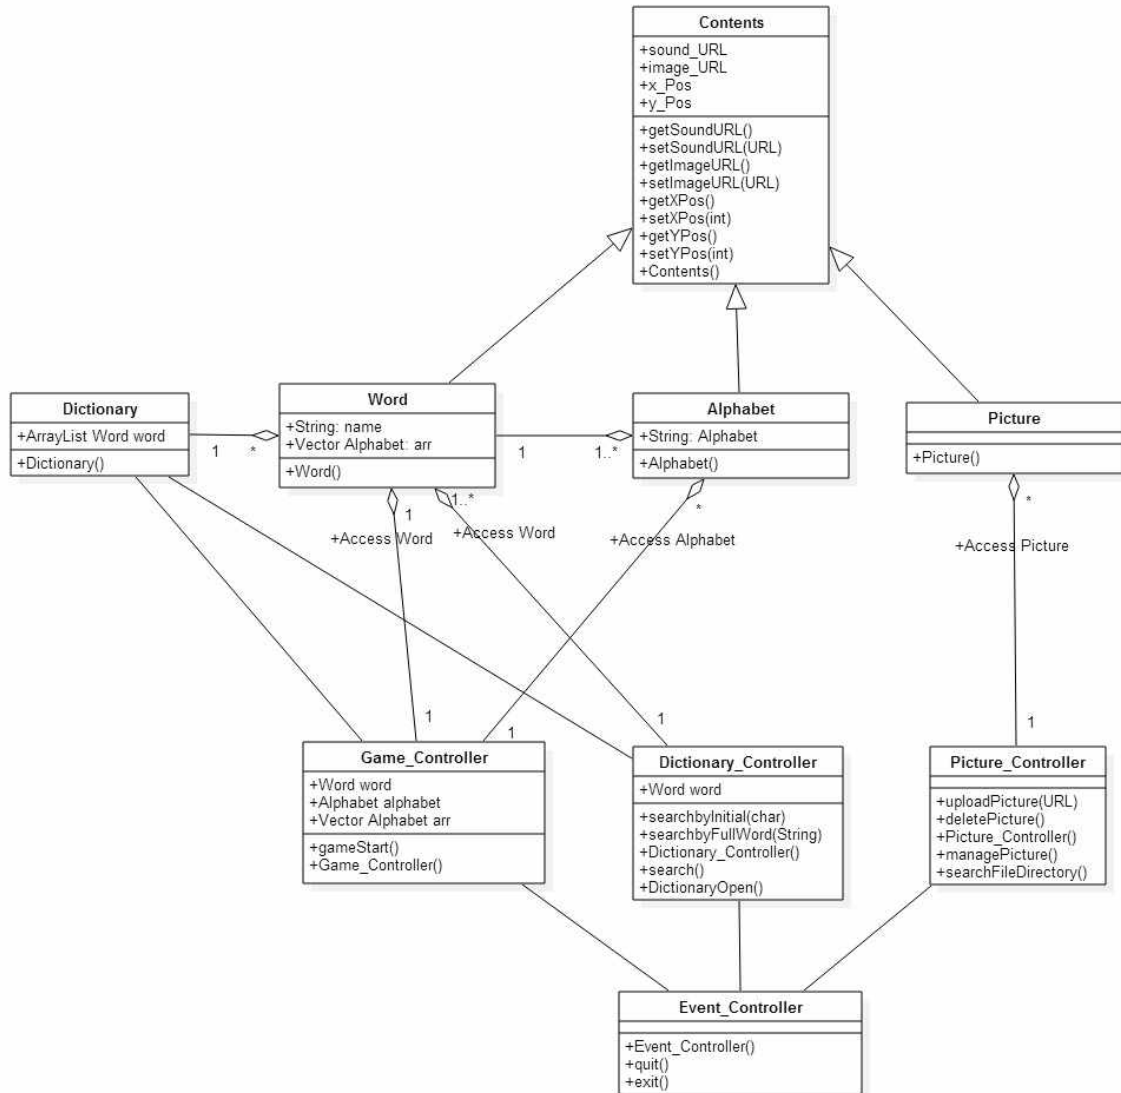 Contents
+sound_URL
+image_URL
+x_Pos
+y_Pos
+getSoundURL()
+setSoundURL(URL)
+getImageURL()
+setImageURL(URL)
+getXPos()
+setXPos(int)
+getYPos()
+setYPos(int)
+Contents()
Dictionary
+ArrayList Word word
+Dictionary()
1
*
Word
+String: name
+Vector Alphabet: arr
+Word()
1
1..*
Alphabet
+String: Alphabet
+Alphabet()
Picture
+Picture()
1
+Access Word
1..*
+Access Word
*
+Access Alphabet
*
+Access Picture
1
1
1
1
Game_Controller
+Word word
+Alphabet alphabet
+Vector Alphabet arr
+gameStart()
+Game_Controller()
Dictionary_Controller
+Word word
+searchbyInitial(char)
+searchbyFullWord(String)
+Dictionary_Controller()
+search()
+DictionaryOpen()
Picture_Controller
+uploadPicture(URL)
+deletePicture()
+Picture_Controller()
+managePicture()
+searchFileDirectory()
Event_Controller
+Event_Controller()
+quit()
+exit()